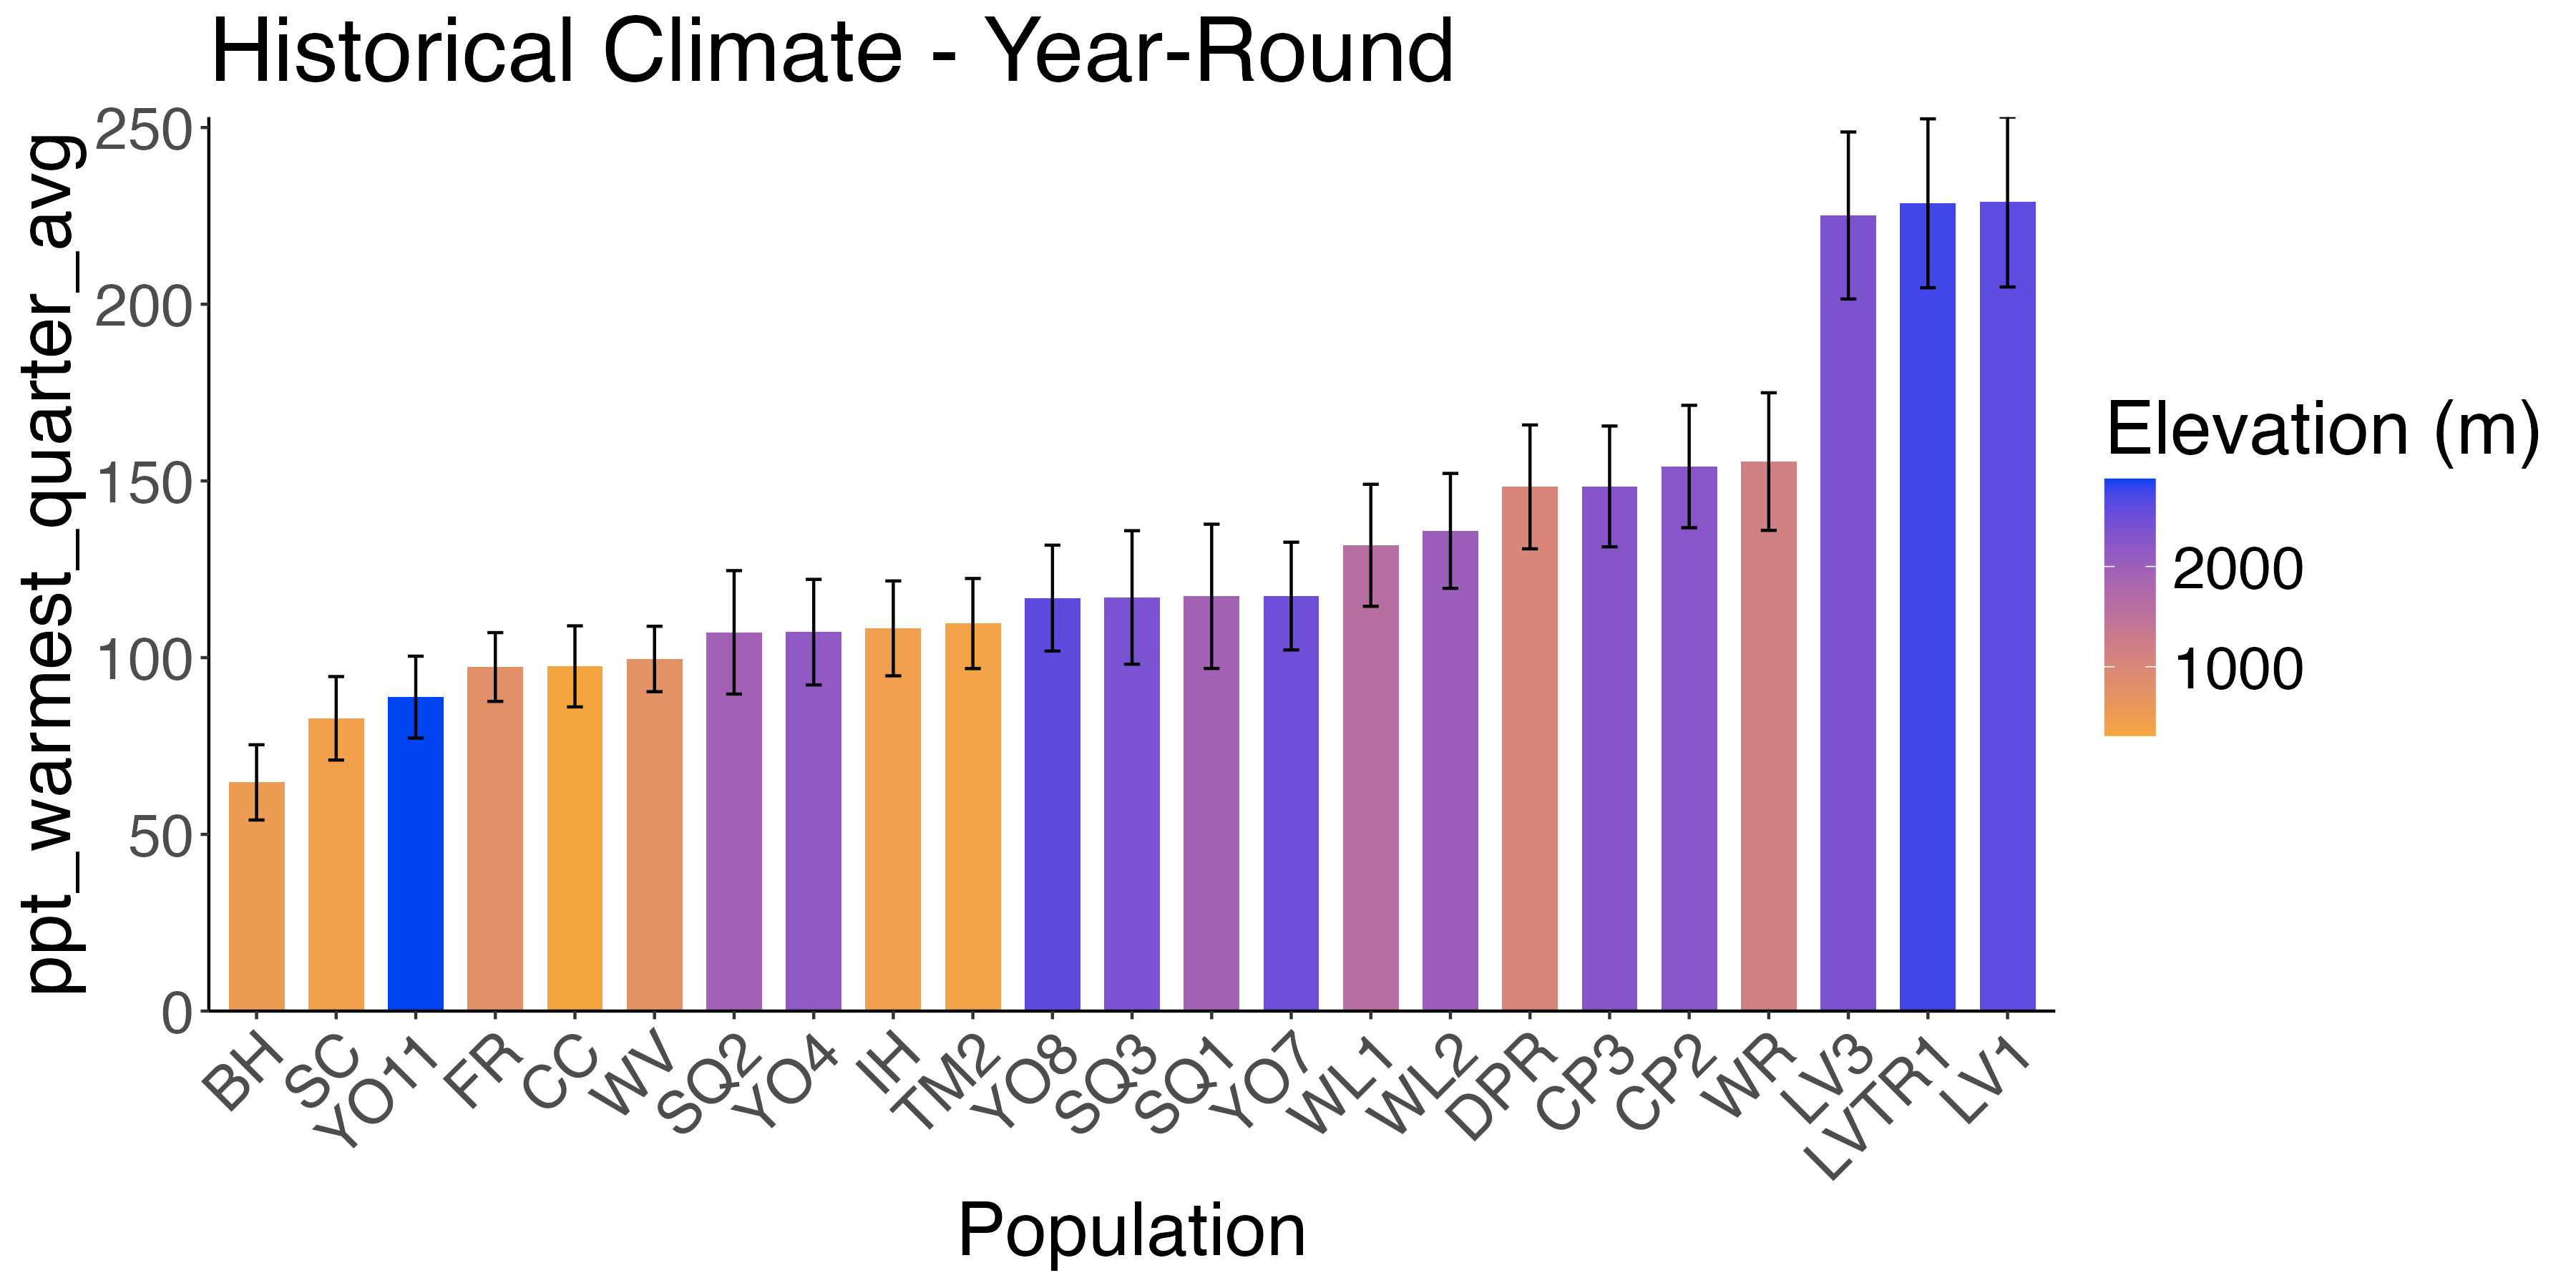 Historical Climate - Year-Round
ppt_warmest_quarter_avg
250
200
150
100
50
0
BH
SC
YO11
FR
CC
WV
SQ2
YO4
IH
TM2
YO8
SQ3
SQ1
YO7
WL1
WL2
DPR
CP3
CP2
WR
LV3
LVTR1
LV1
Population
Elevation (m)
2000
1000